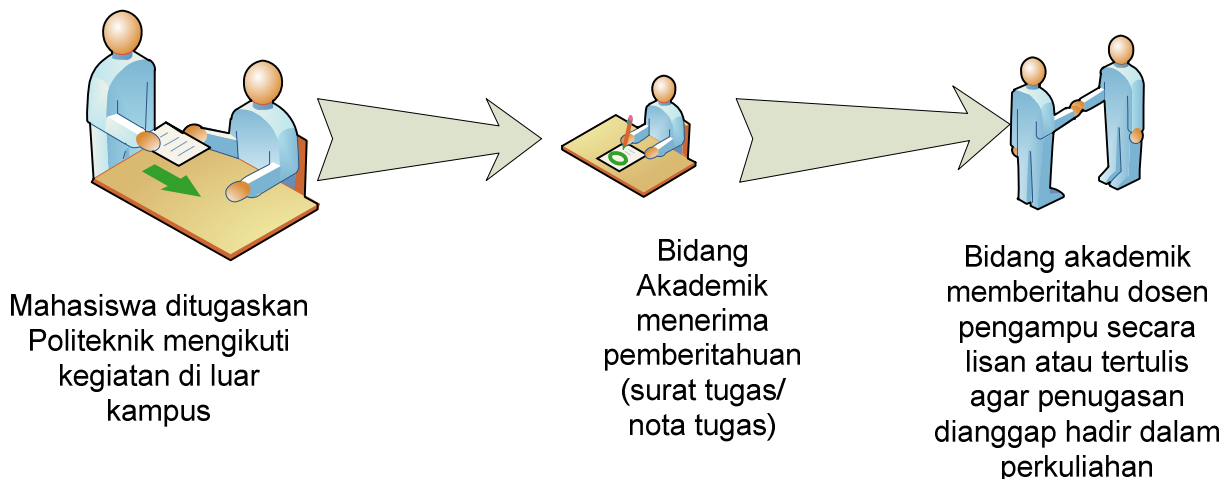 Mahasiswa ditugaskan
Politeknik mengikuti
kegiatan di luar
kampus
Bidang
Akademik
menerima
pemberitahuan
(surat tugas/
nota tugas)
Bidang akademik
memberitahu dosen
pengampu secara
lisan atau tertulis
agar penugasan
dianggap hadir dalam
perkuliahan